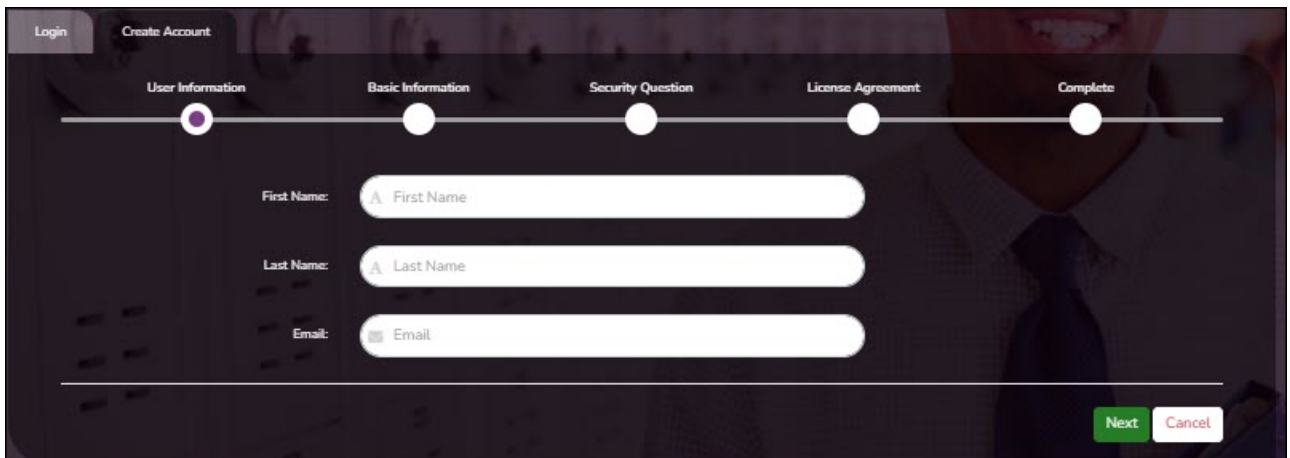 Login Create Account
User Information Basic Information Security Question License Agreement Complete
First Name: First Name
Last Name: Last Name
Email: Email
Next Cancel